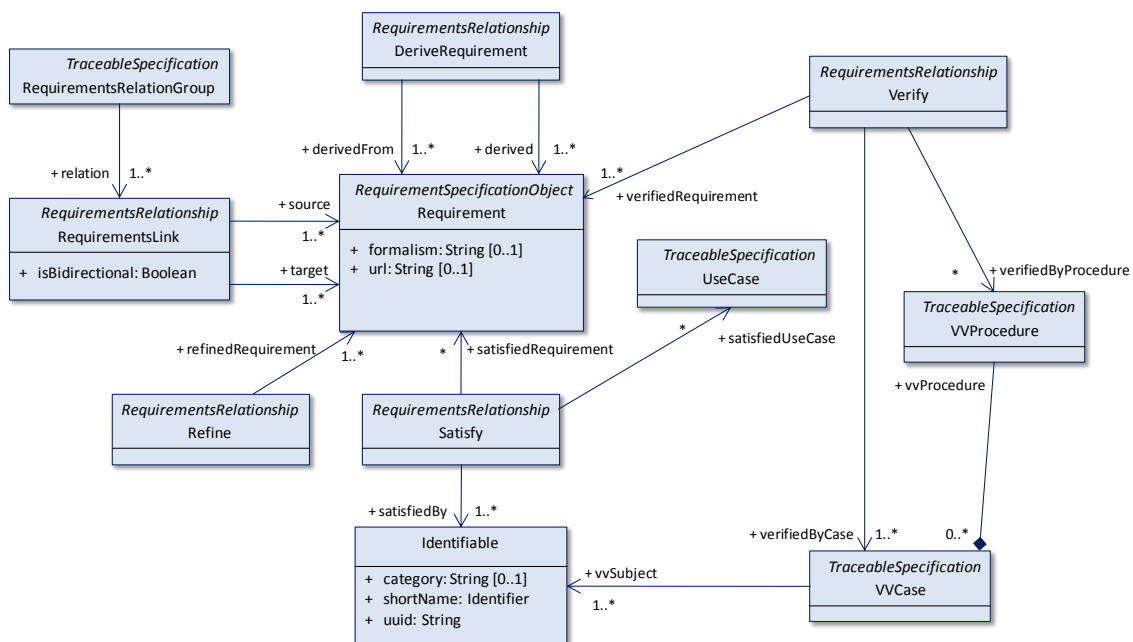 RequirementsRelationship
DeriveRequirement
TraceableSpecification
RequirementsRelationGroup
RequirementsRelationship
Verify
+ derivedFrom
1..*
+ derived
1..*
+ relation
1..*
1..*
+ verifiedRequirement
RequirementSpecificationObject
Requirement
+ formalism: String [0..1]
+ url: String [0..1]
RequirementsRelationship
RequirementsLink
+ isBidirectional: Boolean
+ source
1..*
+ target
1..*
TraceableSpecification
UseCase
*
+ satisfiedUseCase
*
+ verifiedByProcedure
TraceableSpecification
VVProcedure
+ vvProcedure
+ refinedRequirement
1..*
*
+ satisfiedRequirement
RequirementsRelationship
Refine
RequirementsRelationship
Satisfy
+ satisfiedBy
1..*
+ verifiedByCase
1..*
0..*
Identifiable
+ category: String [0..1]
+ shortName: Identifier
+ uuid: String
+ vvSubject
1..*
TraceableSpecification
VVCase